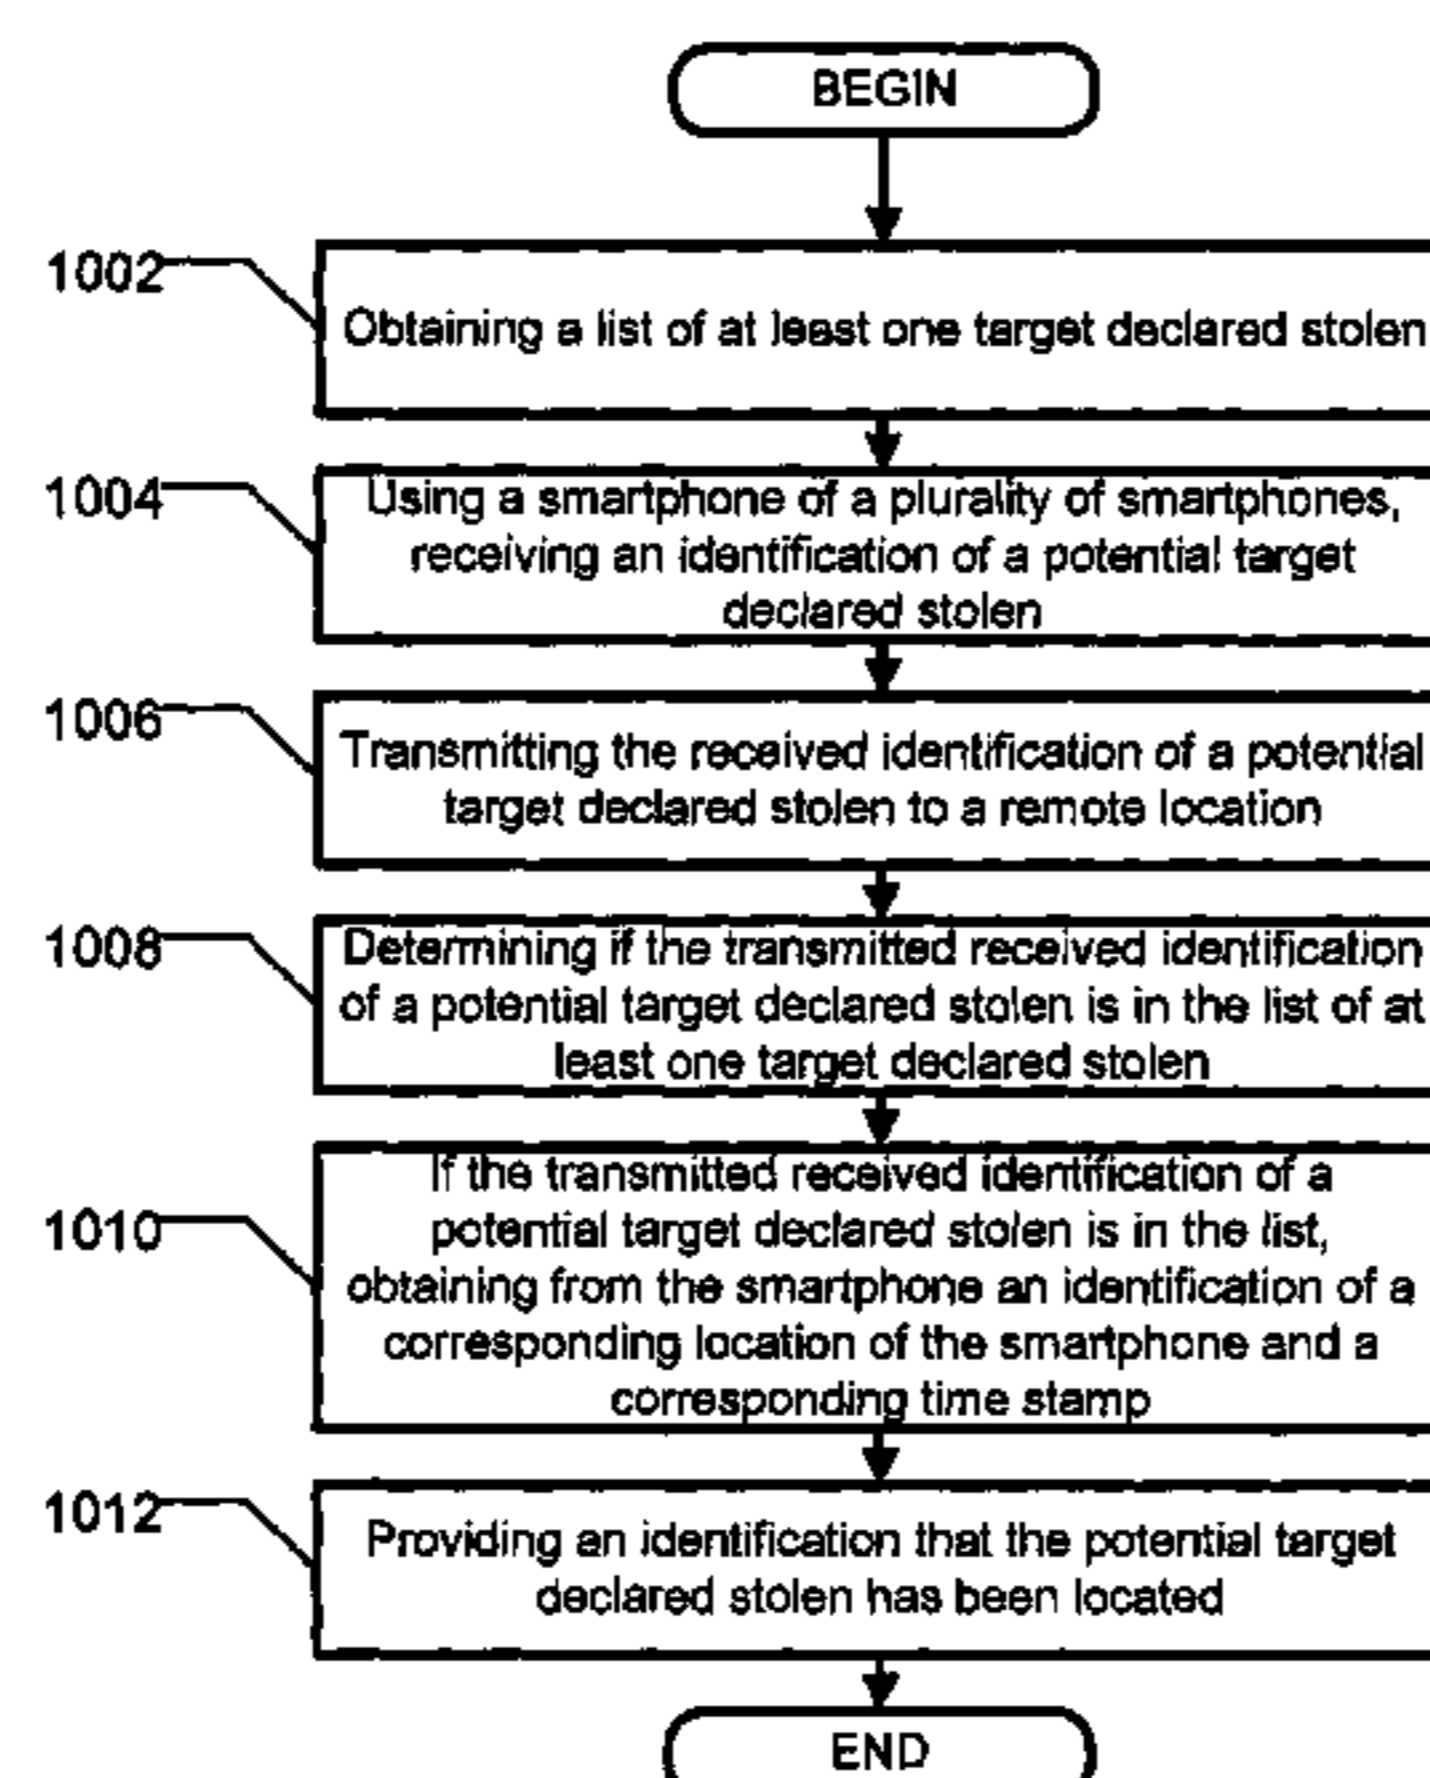 BEGIN
1002
Obtaining a list of at least one target declared stolen
1004
Using a smartphone of a plurality of smartphones,
receiving an identification of a potential target
declared stolen
1006
Transmitting the received identification of a potential
target declared stolen to a remote location
1008
Determining if the transmitted received identification
of a potential target declared stolen is in the list of at
least one target declared stolen
1010
If the transmitted received identification of a
potential target declared stolen is in the list,
obtaining from the smartphone an identification of a
corresponding location of the smartphone and a
corresponding time stamp
1012
Providing an identification that the potential target
declared stolen has been located
END